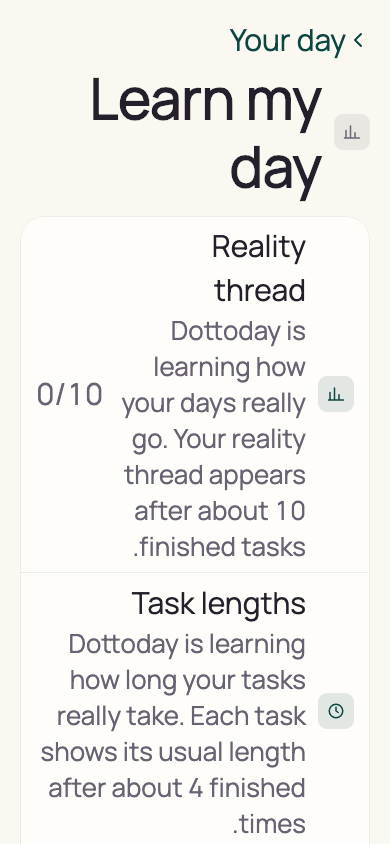 Your day
Learn my
day
Reality
thread
Dottoday is
learning how
your days really
go. Your reality
thread appears
after about 10
.finished tasks
0/10
Task lengths
Dottoday is learning
how long your tasks
really take. Each task
shows its usual length
after about 4 finished
.times